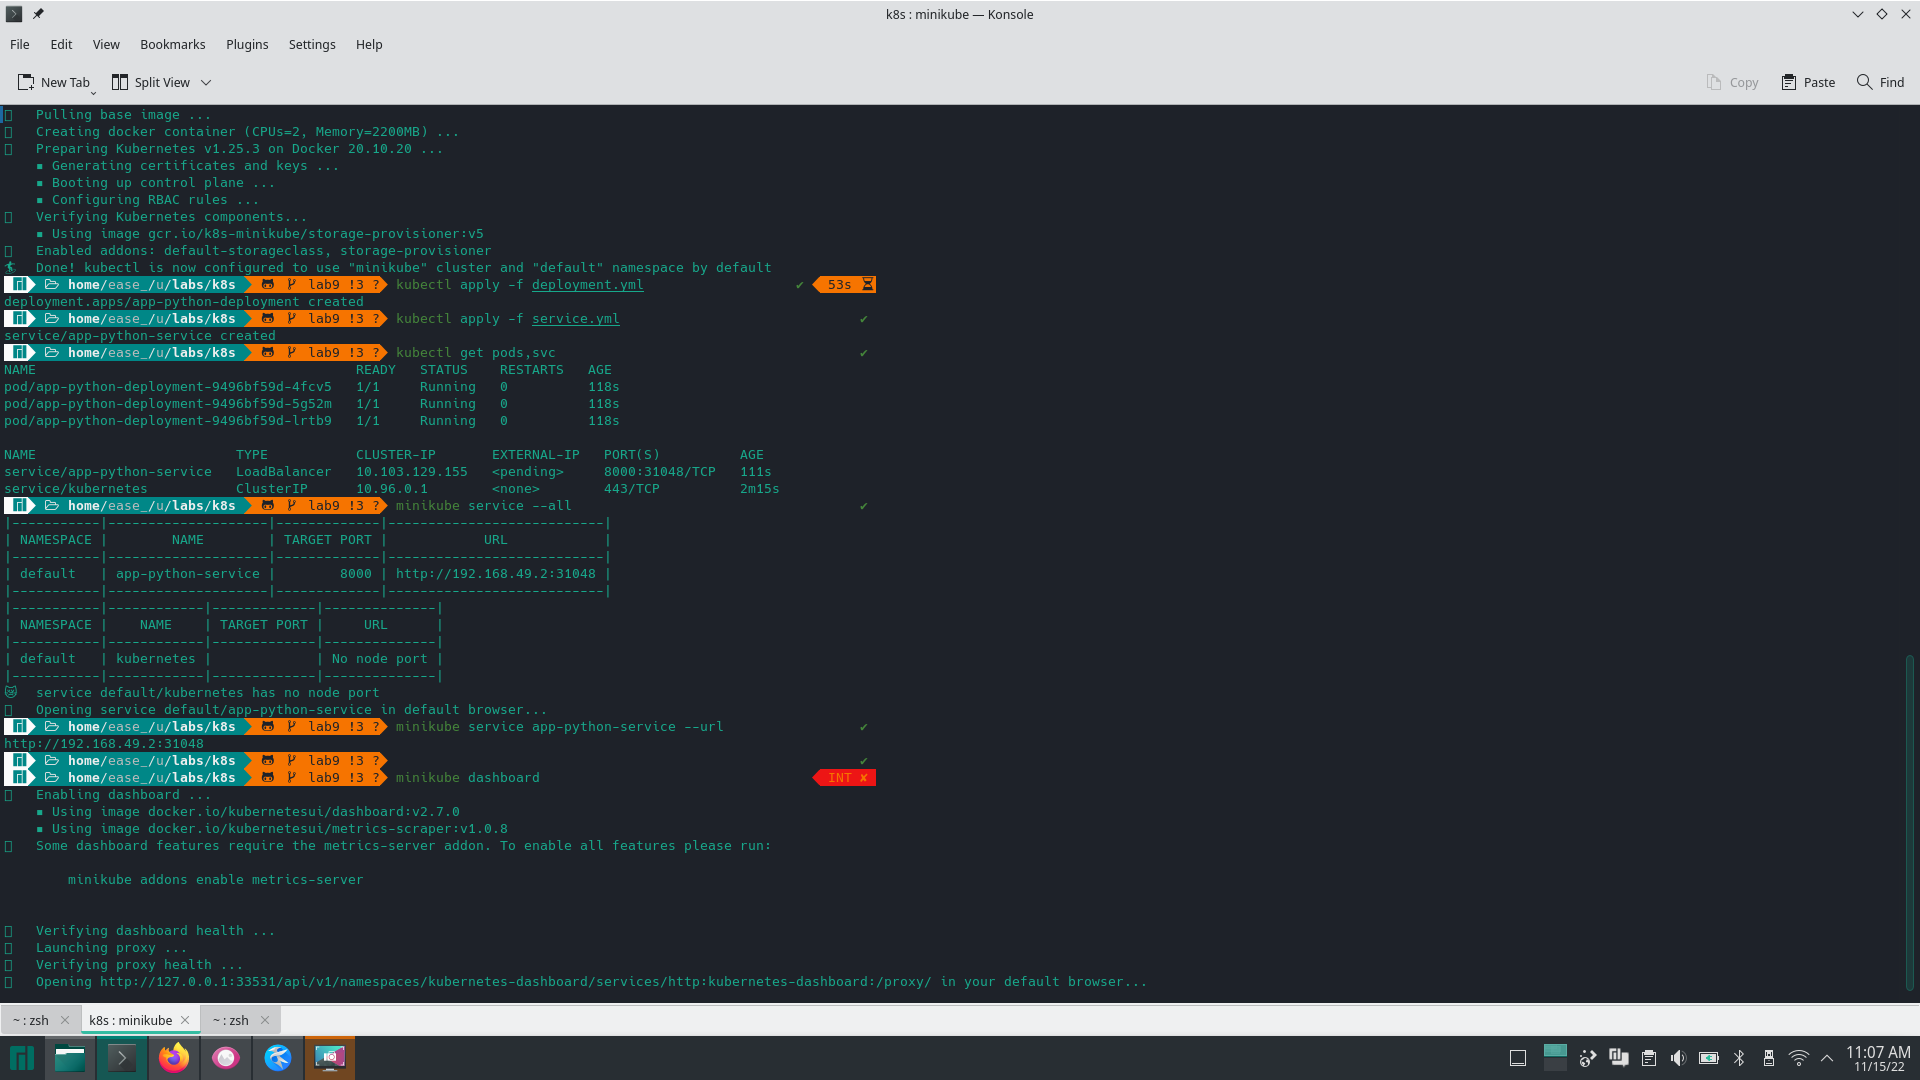 k8s : minikube — Konsole
File Edit View Bookmarks Plugins Settings Help
New Tab Split View Copy Paste Find
Pulling base image ...
Creating docker container (CPUs=2, Memory=2200MB) ...
Preparing Kubernetes v1.25.3 on Docker 20.10.20 ...
▪ Generating certificates and keys ...
▪ Booting up control plane ...
▪ Configuring RBAC rules ...
Verifying Kubernetes components...
▪ Using image gcr.io/k8s-minikube/storage-provisioner:v5
Enabled addons: default-storageclass, storage-provisioner
Done! kubectl is now configured to use "minikube" cluster and "default" namespace by default
home/ease_/u/labs/k8s lab9 !3 ? kubectl apply -f deployment.yml ✔ 53s
deployment.apps/app-python-deployment created
home/ease_/u/labs/k8s lab9 !3 ? kubectl apply -f service.yml ✔
service/app-python-service created
home/ease_/u/labs/k8s lab9 !3 ? kubectl get pods,svc ✔
NAME READY STATUS RESTARTS AGE
pod/app-python-deployment-9496bf59d-4fcv5 1/1 Running 0 118s
pod/app-python-deployment-9496bf59d-5g52m 1/1 Running 0 118s
pod/app-python-deployment-9496bf59d-lrtb9 1/1 Running 0 118s
NAME TYPE CLUSTER-IP EXTERNAL-IP PORT(S) AGE
service/app-python-service LoadBalancer 10.103.129.155 <pending> 8000:31048/TCP 111s
service/kubernetes ClusterIP 10.96.0.1 <none> 443/TCP 2m15s
home/ease_/u/labs/k8s lab9 !3 ? minikube service --all ✔
|-----------|--------------------|-------------|---------------------------|
| NAMESPACE | NAME | TARGET PORT | URL |
|-----------|--------------------|-------------|---------------------------|
| default | app-python-service | 8000 | http://192.168.49.2:31048 |
|-----------|--------------------|-------------|---------------------------|
|-----------|------------|-------------|--------------|
| NAMESPACE | NAME | TARGET PORT | URL |
|-----------|------------|-------------|--------------|
| default | kubernetes | | No node port |
|-----------|------------|-------------|--------------|
service default/kubernetes has no node port
Opening service default/app-python-service in default browser...
home/ease_/u/labs/k8s lab9 !3 ? minikube service app-python-service --url ✔
http://192.168.49.2:31048
home/ease_/u/labs/k8s lab9 !3 ? ✔
home/ease_/u/labs/k8s lab9 !3 ? minikube dashboard INT ✘
Enabling dashboard ...
▪ Using image docker.io/kubernetesui/dashboard:v2.7.0
▪ Using image docker.io/kubernetesui/metrics-scraper:v1.0.8
Some dashboard features require the metrics-server addon. To enable all features please run:
minikube addons enable metrics-server
Verifying dashboard health ...
Launching proxy ...
Verifying proxy health ...
Opening http://127.0.0.1:33531/api/v1/namespaces/kubernetes-dashboard/services/http:kubernetes-dashboard:/proxy/ in your default browser...
~ : zsh k8s : minikube ~ : zsh
11:07 AM
11/15/22